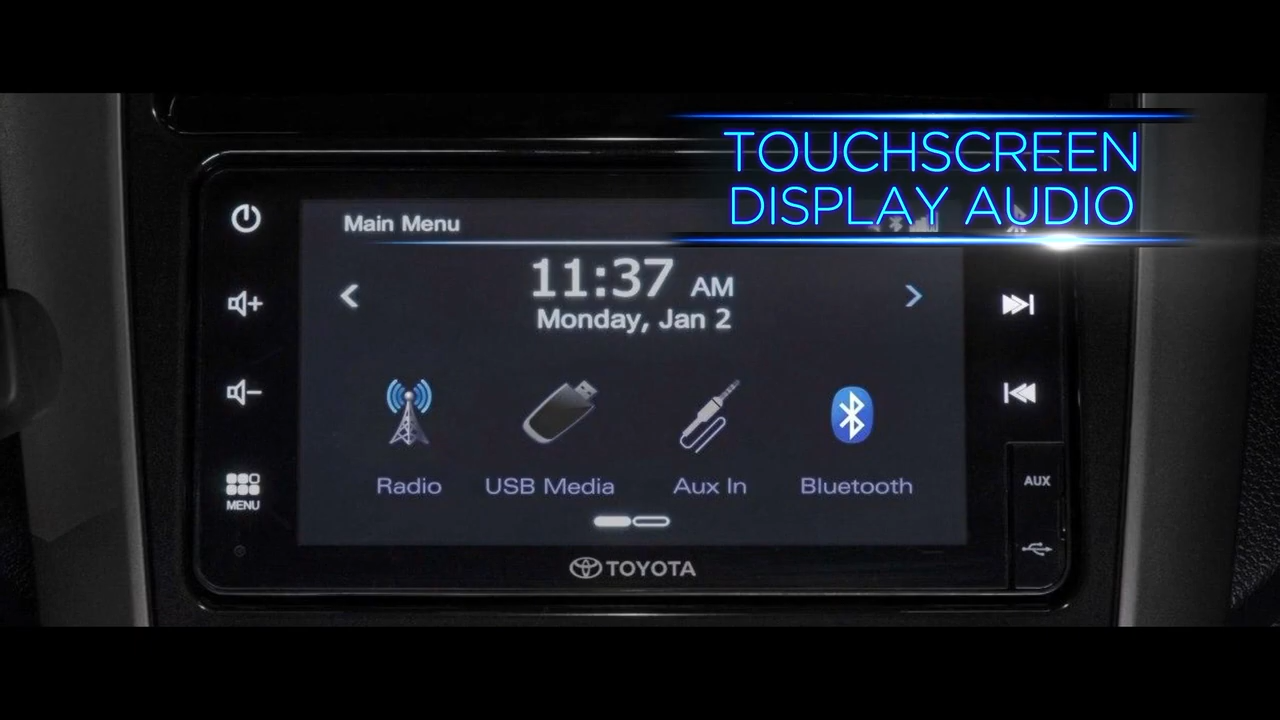 TOUCHSCREEN
DISPLAY AUDIO
Main Menu
11:37 AM
Monday, Jan 2
Radio
USB Media
Aux In
Bluetooth
MENU
AUX
TOYOTA